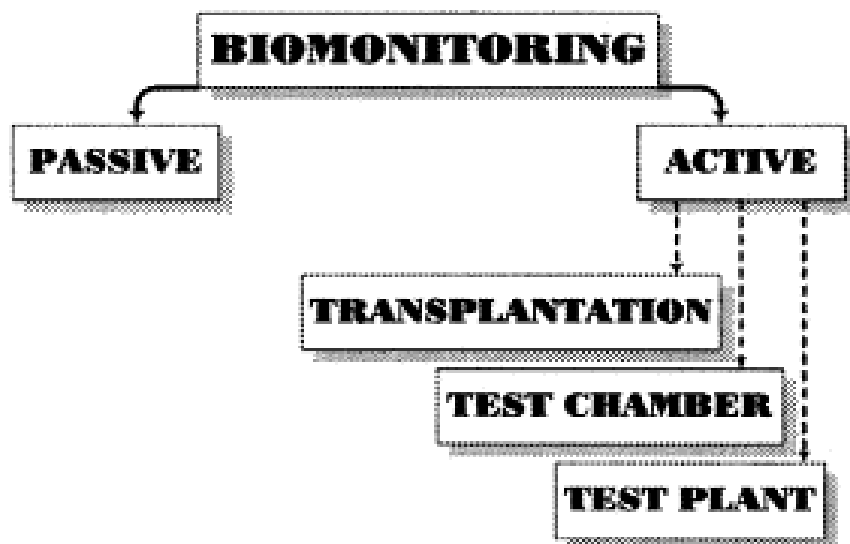 BIOMONITORING
PASSIVE
ACTIVE
TRANSPLANTATION
TEST CHAMBER
TEST PLANT